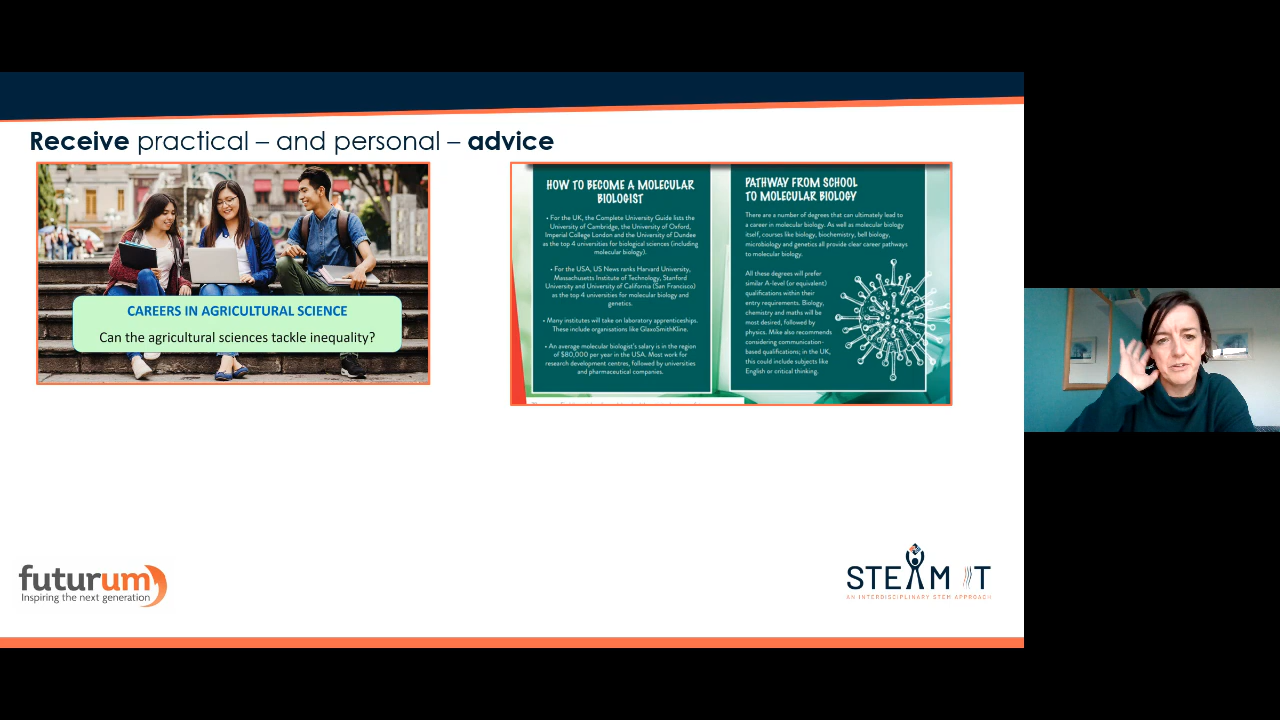 Receive practical – and personal – advice
CAREERS IN AGRICULTURAL SCIENCE
Can the agricultural sciences tackle inequality?
HOW TO BECOME A MOLECULAR
BIOLOGIST
• For the UK, the Complete University Guide lists the
University of Cambridge, the University of Oxford,
Imperial College London and the University of Dundee
as the top 4 universities for biological sciences (including
molecular biology).
• For the USA, US News ranks Harvard University,
Massachusetts Institute of Technology, Stanford
University and University of California (San Francisco)
as the top 4 universities for molecular biology and
genetics.
• Many institutes will take on laboratory apprenticeships.
These include organisations like GlaxoSmithKline.
• An average molecular biologist's salary is in the region
of $80,000 per year in the USA. Most work for
research development centres, followed by universities
and pharmaceutical companies.
PATHWAY FROM SCHOOL
TO MOLECULAR BIOLOGY
There are a number of degrees that can ultimately lead to
a career in molecular biology. As well as molecular biology
itself, courses like biology, biochemistry, bell biology,
microbiology and genetics all provide clear career pathways
to molecular biology.
All these degrees will prefer
similar A-level (or equivalent)
qualifications within their
entry requirements. Biology,
chemistry and maths will be
most desired, followed by
physics. Mike also recommends
considering communication-
based qualifications; in the UK,
this could include subjects like
English or critical thinking.
futurum
Inspiring the next generation
STEAM IT
AN INTERDISCIPLINARY STEM APPROACH